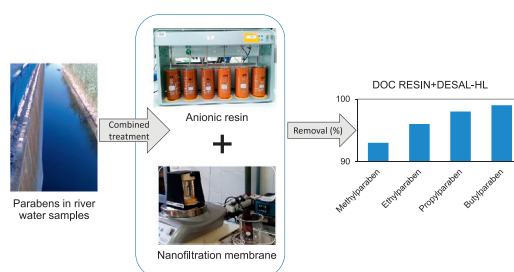 Parabens in river
water samples
Combined
treatment
Anionic resin
+
Nanofiltration membrane
Removal (%)
DOC RESIN+DESAL-HL
100
90
Methylparaben
Ethylparaben
Propylparaben
Butylparaben